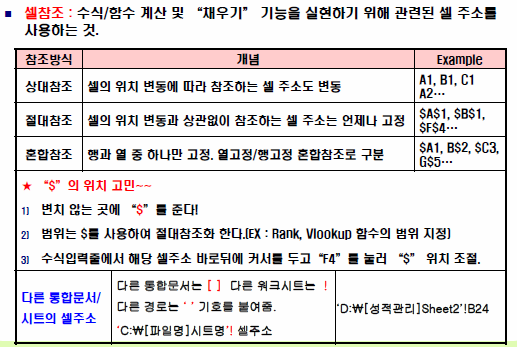 ■ 셀참조 : 수식/함수 계산 및 “채우기” 기능을 실현하기 위해 관련된 셀 주소를
사용하는 것.
참조방식 개념 Example
상대참조 셀의 위치 변동에 따라 참조하는 셀 주소도 변동 A1, B1, C1
A2…
절대참조 셀의 위치 변동과 상관없이 참조하는 셀 주소는 언제나 고정 $A$1, $B$1,
$F$4…
혼합참조 행과 열 중 하나만 고정. 열고정/행고정 혼합참조로 구분 $A1, B$2, $C3,
G$5…
★ “$”의 위치 고민~~
1) 변치 않는 곳에 “$”를 준다!
2) 범위는 $를 사용하여 절대참조화 한다.(EX : Rank, Vlookup 함수의 범위 지정)
3) 수식입력줄에서 해당 셀주소 바로뒤에 커서를 두고“F4”를 눌러 “$” 위치 조절.
다른 통합문서/
시트의 셀주소
다른 통합문서는 [ ] 다른 워크시트는 !
다른 경로는 ‘ ’ 기호를 붙여줌.
‘C:₩[파일명]시트명’! 셀주소
‘D:₩[성적관리]Sheet2’!B24